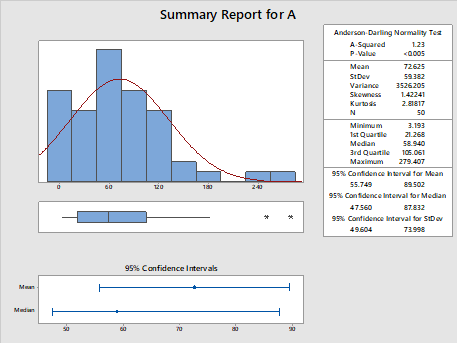 Summary Report for A
Anderson-Darling Normality Test
A-Squared 1.23
P-Value <0.005
Mean 72.625
StDev 59.382
Variance 3526.205
Skewness 1.42241
Kurtosis 2.81817
N 50
Minimum 3.193
1st Quartile 21.268
Median 58.940
3rd Quartile 105.061
Maximum 279.407
95% Confidence Interval for Mean
55.749 89.502
95% Confidence Interval for Median
47.560 87.832
95% Confidence Interval for StDev
49.604 73.998
0 60 120 180 240
* *
95% Confidence Intervals
Mean
Median
50 60 70 80 90